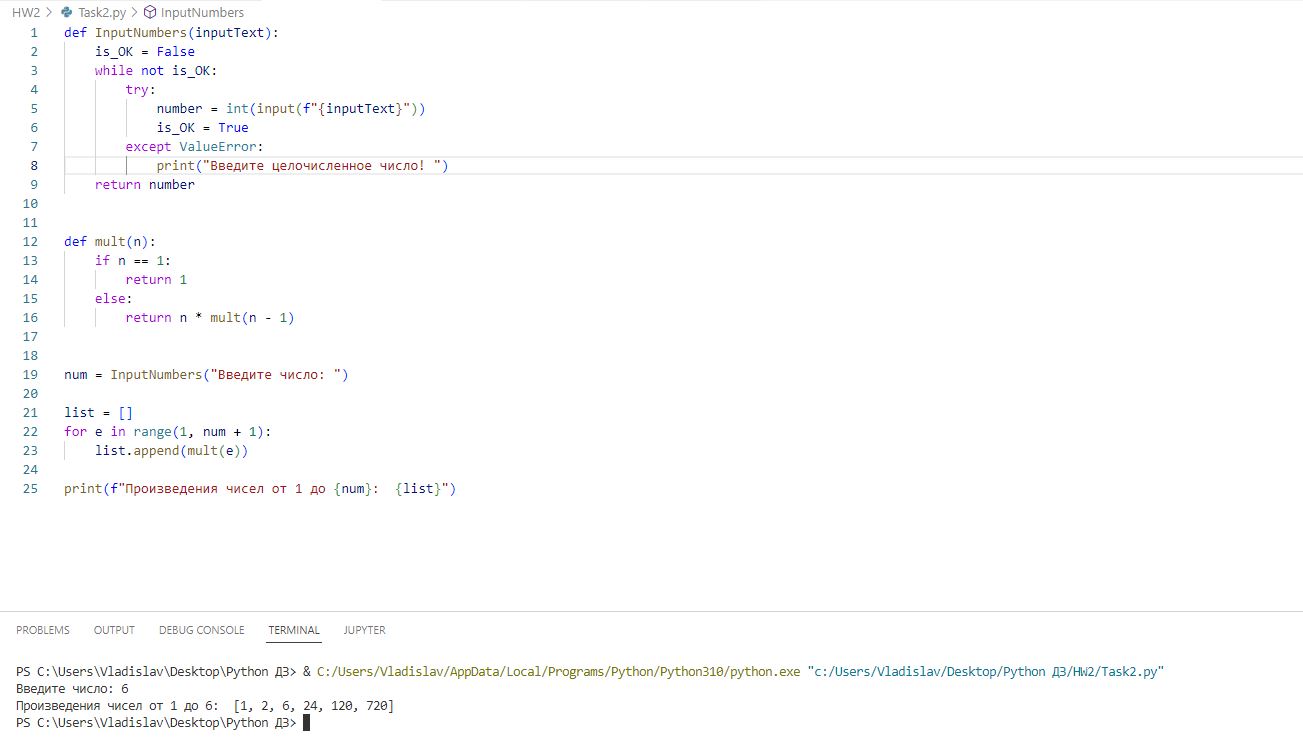 HW2 > Task2.py > InputNumbers
1 def InputNumbers(inputText):
2     is_OK = False
3     while not is_OK:
4         try:
5             number = int(input(f"{inputText}"))
6             is_OK = True
7         except ValueError:
8             print("Введите целочисленное число! ")
9     return number
10
11
12 def mult(n):
13     if n == 1:
14         return 1
15     else:
16         return n * mult(n - 1)
17
18
19 num = InputNumbers("Введите число: ")
20
21 list = []
22 for e in range(1, num + 1):
23     list.append(mult(e))
24
25 print(f"Произведения чисел от 1 до {num}:  {list}")
PROBLEMS OUTPUT DEBUG CONSOLE TERMINAL JUPYTER
PS C:\Users\Vladislav\Desktop\Python ДЗ> & C:/Users/Vladislav/AppData/Local/Programs/Python/Python310/python.exe "c:/Users/Vladislav/Desktop/Python ДЗ/HW2/Task2.py"
Введите число: 6
Произведения чисел от 1 до 6:  [1, 2, 6, 24, 120, 720]
PS C:\Users\Vladislav\Desktop\Python ДЗ>